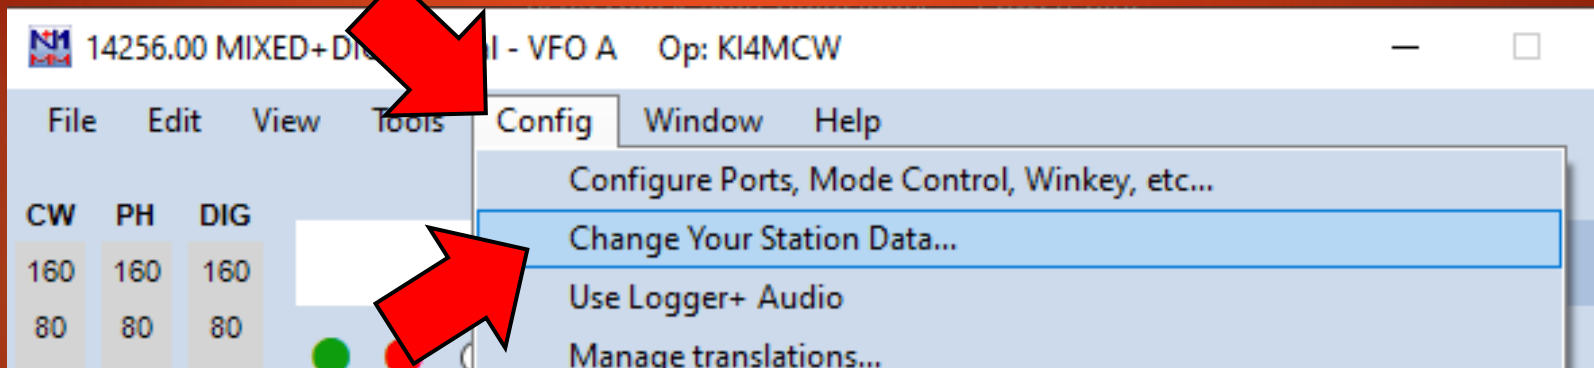 14256.00 MIXED+DI l - VFO A Op: KI4MCW
File Edit View Tools Config Window Help
Configure Ports, Mode Control, Winkey, etc...
CW PH DIG
Change Your Station Data...
160 160 160
Use Logger+ Audio
80 80 80
Manage translations...